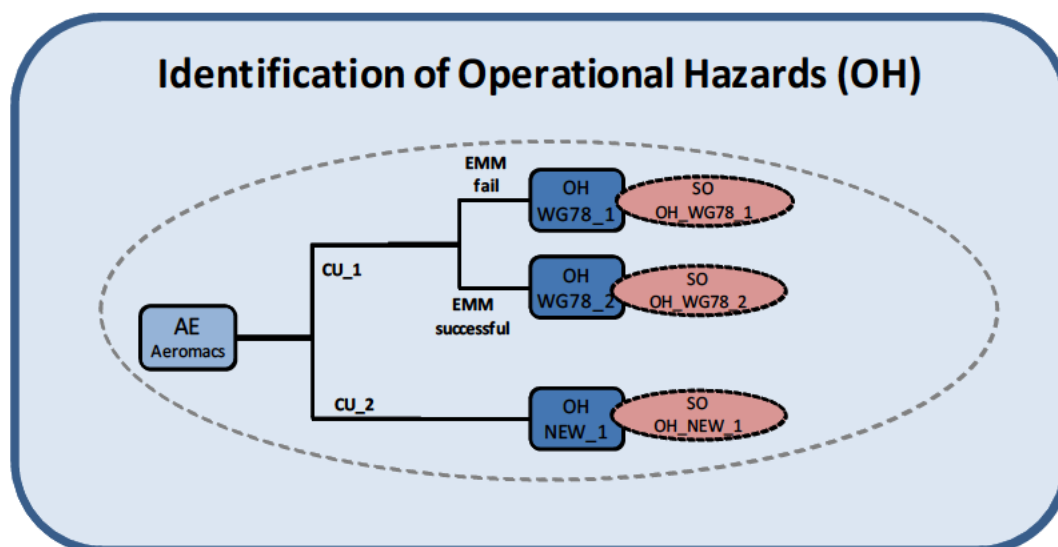 Identification of Operational Hazards (OH)
EMM
fail
OH
WG78_1
SO
OH_WG78_1
CU_1
OH
WG78_2
SO
OH_WG78_2
EMM
successful
AE
Aeromacs
CU_2
OH
NEW_1
SO
OH_NEW_1